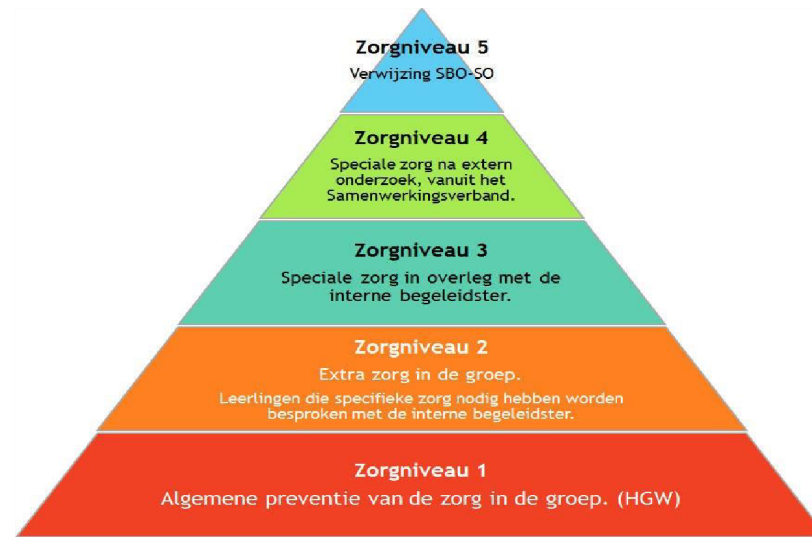 Zorgniveau 5
Verwijzing SBO-SO
Zorgniveau 4
Speciale zorg na extern
onderzoek, vanuit het
Samenwerkingsverband.
Zorgniveau 3
Speciale zorg in overleg met de
interne begeleidster.
Zorgniveau 2
Extra zorg in de groep.
Leerlingen die specifieke zorg nodig hebben worden
besproken met de interne begeleidster.
Zorgniveau 1
Algemene preventie van de zorg in de groep. (HGW)